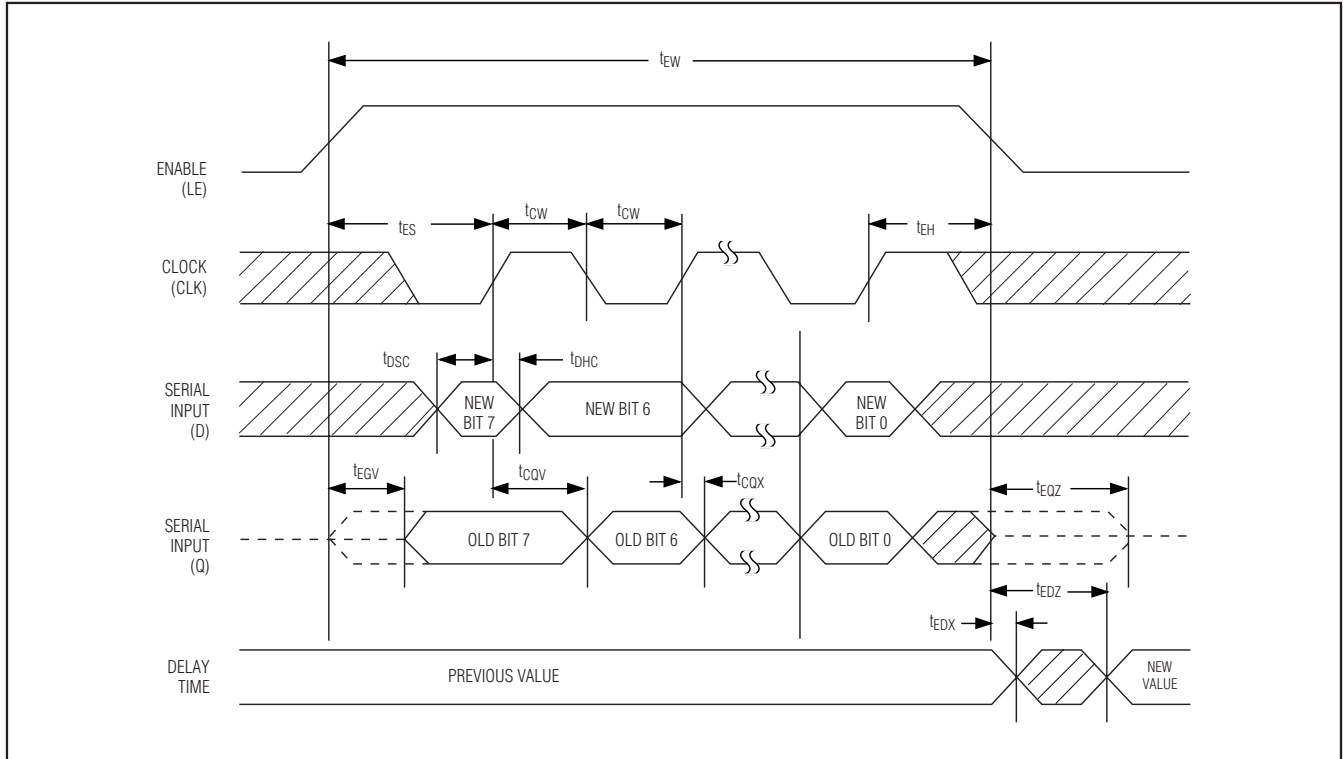 tEW
ENABLE
(LE)
tES
tCW
tCW
tEH
CLOCK
(CLK)
tDSC
tDHC
SERIAL
INPUT
(D)
NEW
BIT 7
NEW BIT 6
NEW
BIT 0
tEGV
tCQV
tCQX
tEQZ
SERIAL
INPUT
(Q)
OLD BIT 7
OLD BIT 6
OLD BIT 0
tEDZ
tEDX
DELAY
TIME
PREVIOUS VALUE
NEW
VALUE